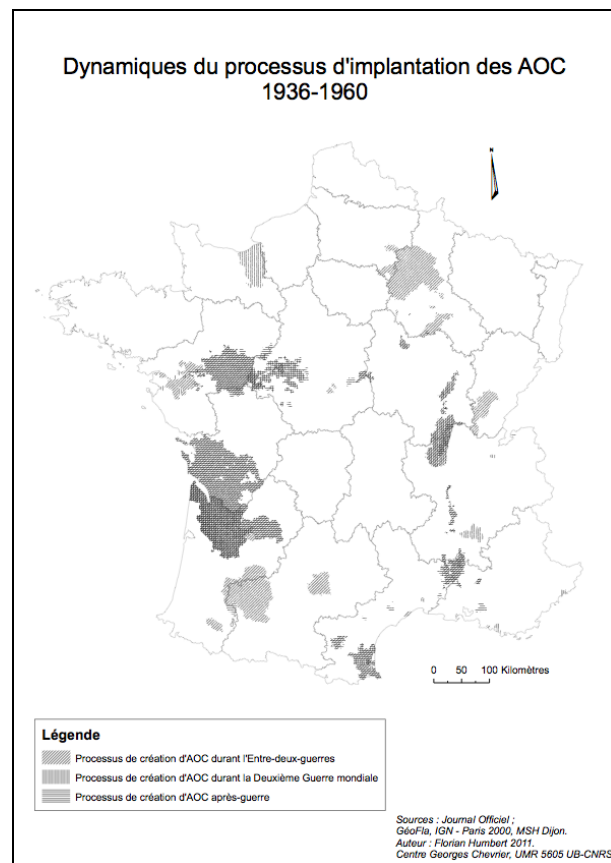 Dynamiques du processus d'implantation des AOC
1936-1960
N
0 50 100 Kilomètres
Légende
Processus de création d'AOC durant l'Entre-deux-guerres
Processus de création d'AOC durant la Deuxième Guerre mondiale
Processus de création d'AOC après-guerre
Sources : Journal Officiel ;
GéoFla, IGN - Paris 2000, MSH Dijon.
Auteur : Florian Humbert 2011.
Centre Georges Chevrier, UMR 5605 UB-CNRS